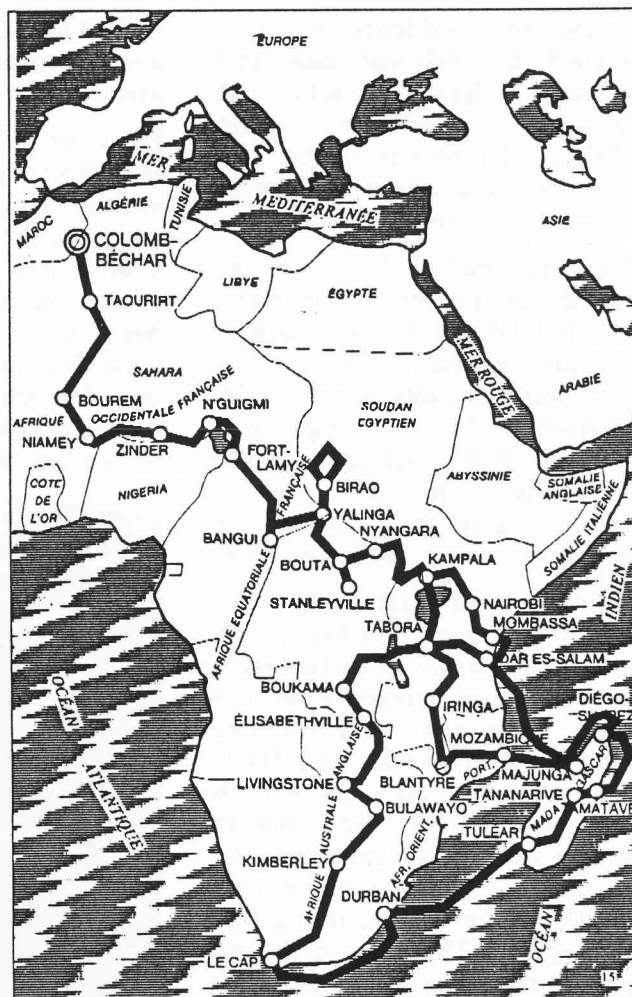 EUROPE
MER
MEDITERRANÉE
ASIE
MAROC
ALGÉRIE
TUNISIE
COLOMB-
BÉCHAR
LIBYE
ÉGYPTE
TAOURIRT
MER ROUGE
ARABIE
SAHARA
BOUREM
AFRIQUE
OCCIDENTALE FRANÇAISE
N'GUIGMI
SOUDAN
EGYPTIEN
NIAMEY
ZINDER
FORT-
LAMY
ABYSSINIE
SOMALIE
ANGLAISE
SOMALIE ITALIENNE
COTE
DE
L'OR
NIGERIA
BIRAO
YALINGA
BANGUI
NYANGARA
AFRIQUE EQUATORIALE
FRANÇAISE
BOUTA
KAMPALA
STANLEYVILLE
NAIROBI
MOMBASSA
OCÉAN
INDIEN
TABORA
DAR ES-SALAM
BOUKAMA
IRINGA
DIÉGO-
ÉLISABETHVILLE
MOZAMBIQUE
OCÉAN
ATLANTIQUE
LIVINGSTONE
BLANTYRE
PORT.
MAJUNGA
TANANARIVE
MADA
GASCAR
BULAWAYO
TULÉAR
KIMBERLEY
AFRIQUE
AUSTRALE
ANGLAISE
AFR. ORIENT.
DURBAN
LE CAP
15